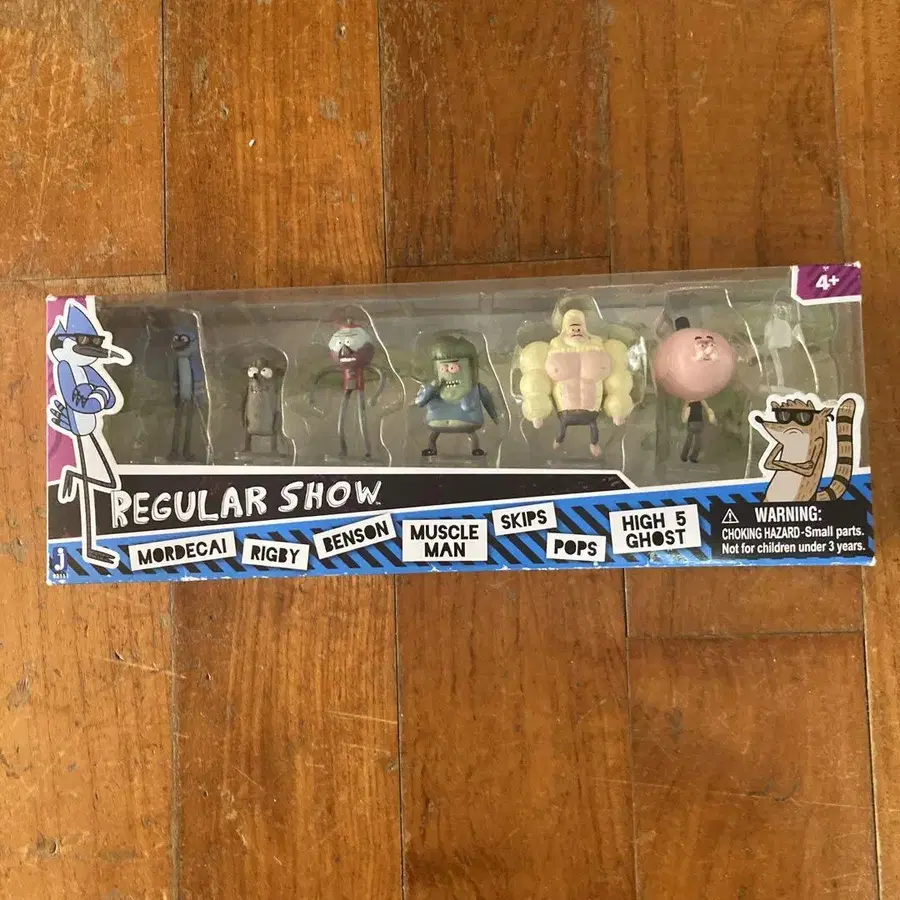 4+
REGULAR SHOW
MORDECAI
RIGBY
BENSON
MUSCLE
MAN
SKIPS
POPS
HIGH 5
GHOST
WARNING:
CHOKING HAZARD-Small parts.
Not for children under 3 years.
j